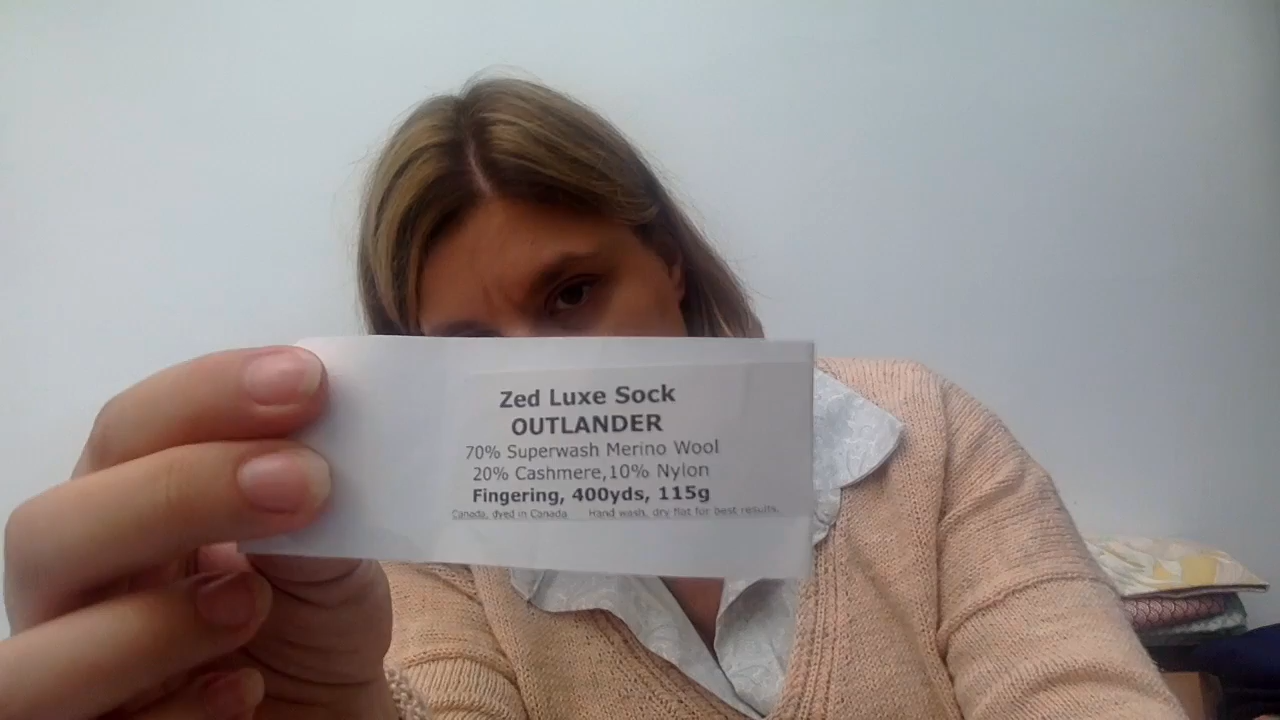 Zed Luxe Sock
OUTLANDER
70% Superwash Merino Wool
20% Cashmere,10% Nylon
Fingering, 400yds, 115g
Canada, dyed in Canada Hand wash, dry flat for best results.